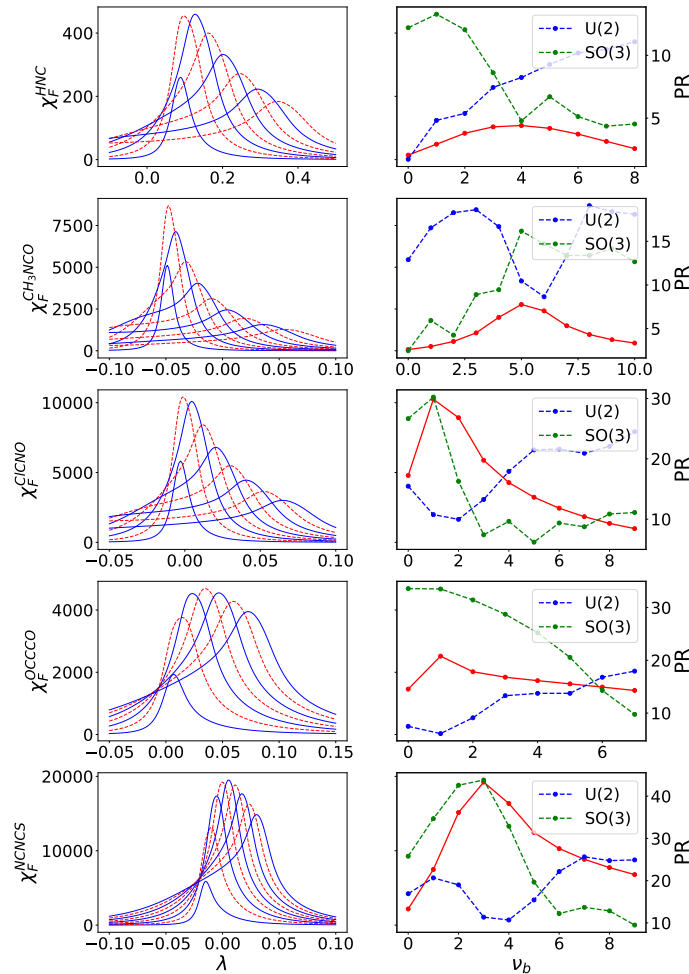 400
200
0
0.0 0.2 0.4
χ_F^{HNC}
U(2)
SO(3)
10
5
PR
0 2 4 6 8
7500
5000
2500
0
−0.10 −0.05 0.00 0.05 0.10
χ_F^{CH₃NCO}
U(2)
SO(3)
15
10
5
PR
0.0 2.5 5.0 7.5 10.0
10000
5000
0
−0.05 0.00 0.05 0.10
χ_F^{ClCNO}
U(2)
SO(3)
30
20
10
PR
0 2 4 6 8
4000
2000
0
−0.05 0.00 0.05 0.10 0.15
χ_F^{OCCCO}
U(2)
SO(3)
30
20
10
PR
0 2 4 6
20000
10000
0
−0.10 −0.05 0.00 0.05 0.10
χ_F^{NCNCS}
λ
U(2)
SO(3)
40
30
20
10
PR
0 2 4 6 8
ν_b